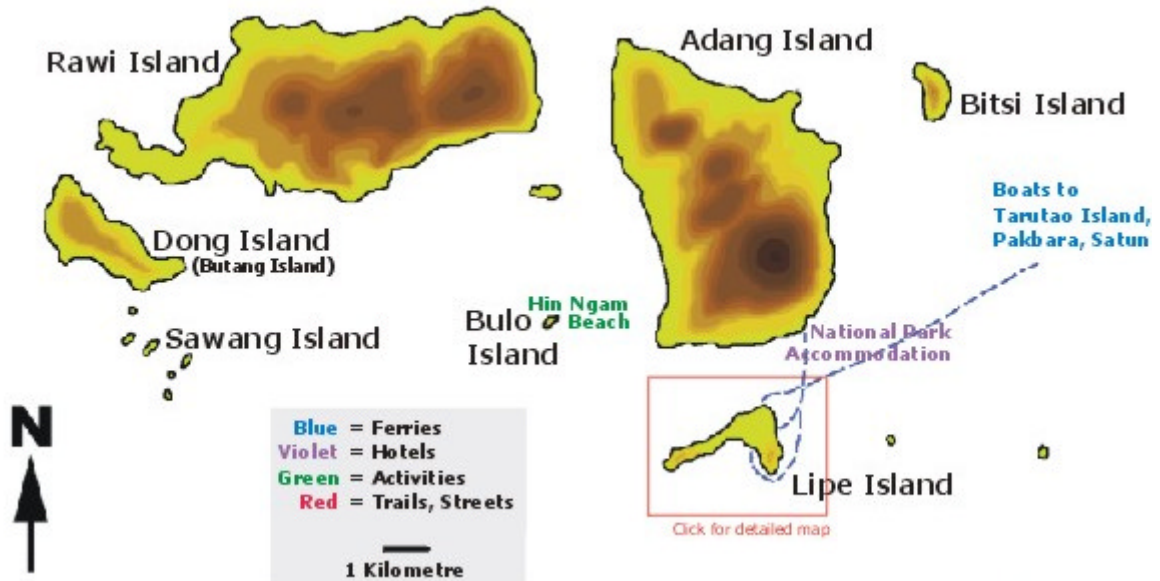 Rawi Island
Adang Island
Bitsi Island
Boats to
Tarutao Island,
Pakbara, Satun
Dong Island
(Butang Island)
Hin Ngam
Beach
Bulo
Island
Sawang Island
National Park
Accommodation
N
Blue = Ferries
Violet = Hotels
Green = Activities
Red = Trails, Streets
1 Kilometre
Lipe Island
Click for detailed map